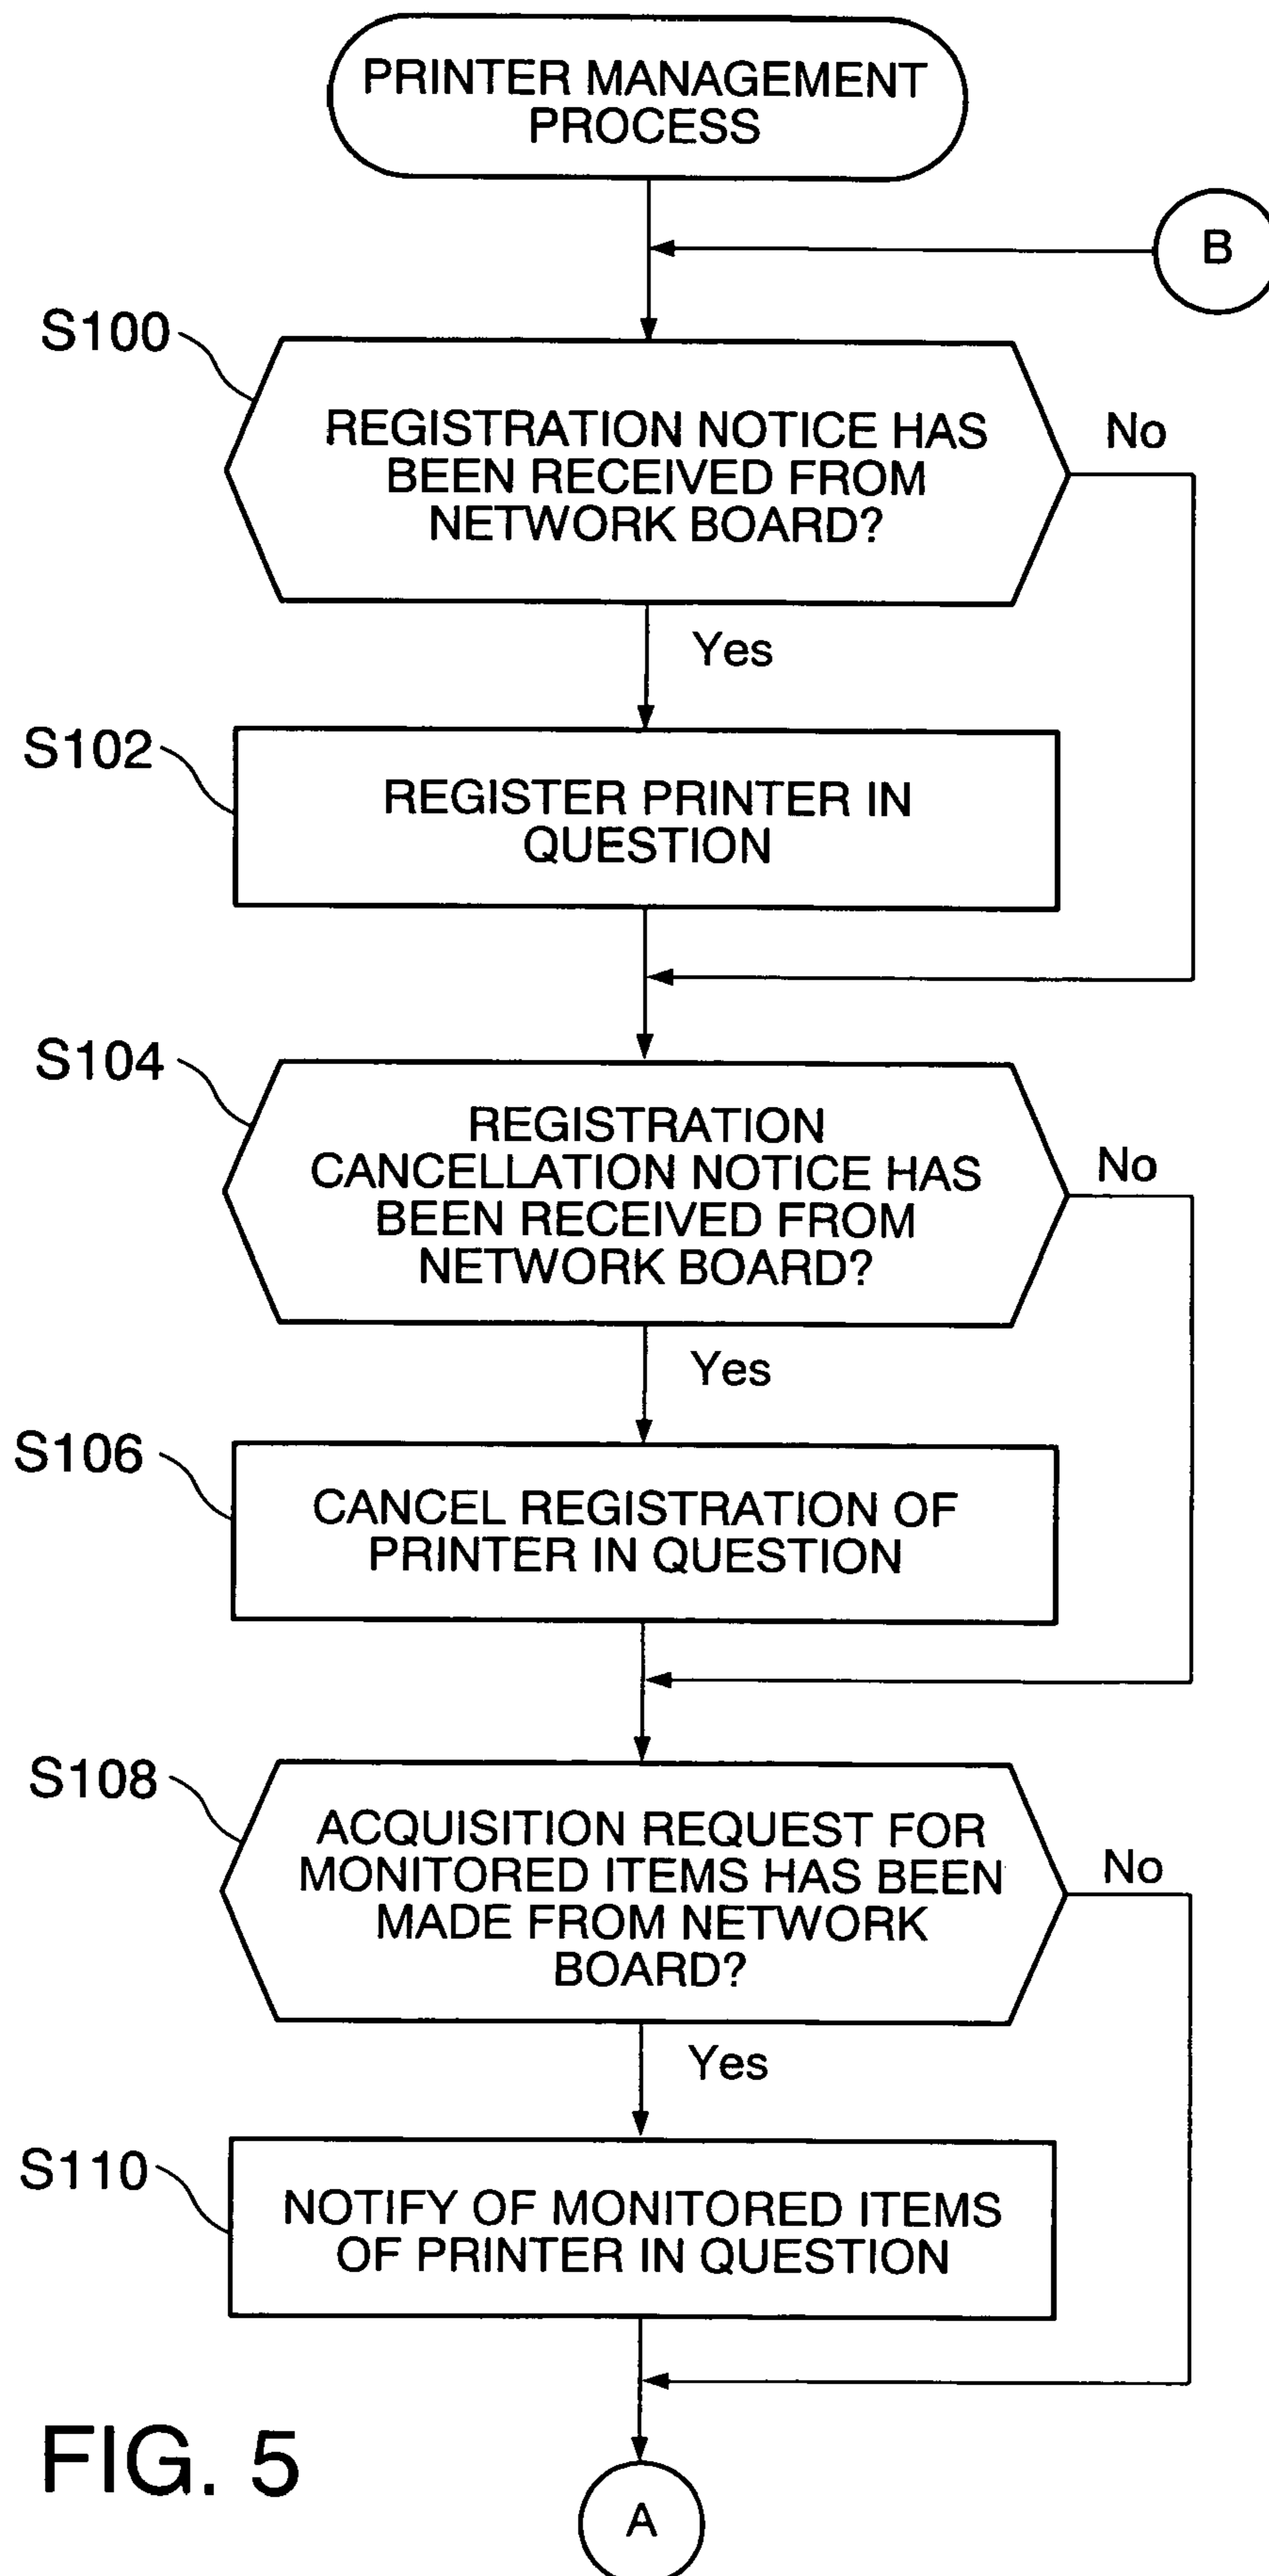 PRINTER MANAGEMENT
PROCESS
B
S100
REGISTRATION NOTICE HAS
BEEN RECEIVED FROM
NETWORK BOARD?
No
Yes
S102
REGISTER PRINTER IN
QUESTION
S104
REGISTRATION
CANCELLATION NOTICE HAS
BEEN RECEIVED FROM
NETWORK BOARD?
No
Yes
S106
CANCEL REGISTRATION OF
PRINTER IN QUESTION
S108
ACQUISITION REQUEST FOR
MONITORED ITEMS HAS BEEN
MADE FROM NETWORK
BOARD?
No
Yes
S110
NOTIFY OF MONITORED ITEMS
OF PRINTER IN QUESTION
FIG. 5
A